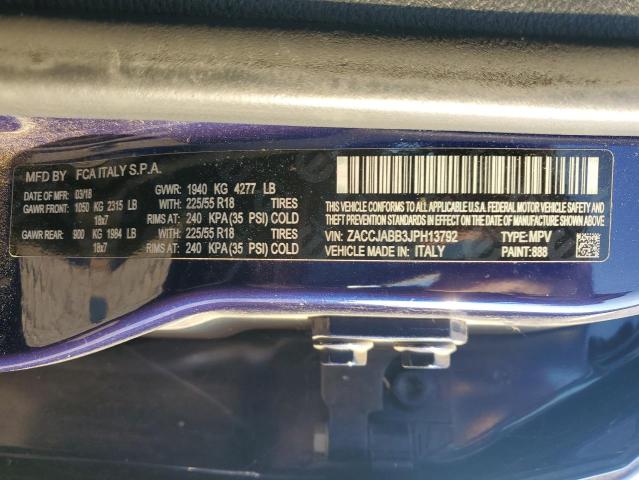 MFD BY FCA ITALY S.P.A.
DATE OF MFD: 03/18 GVWR: 1940 KG 4277 LB
GAWR FRONT: 1050 KG 2315 LB WITH: 225/55 R18 TIRES
18x7 RIMS AT: 240 KPA (35 PSI) COLD
GAWR REAR: 900 KG 1984 LB WITH: 225/55 R18 TIRES
18x7 RIMS AT: 240 KPA (35 PSI) COLD
THIS VEHICLE CONFORMS TO ALL APPLICABLE U.S.A. FEDERAL MOTOR VEHICLE
SAFETY, BUMPER, AND THEFT PREVENTION STANDARDS IN EFFECT ON THE DATE OF MANUFACTURE SHOWN ABOVE.
VIN: ZACCJABB3JPH13792 TYPE: MPV
VEHICLE MADE IN: ITALY PAINT: 888